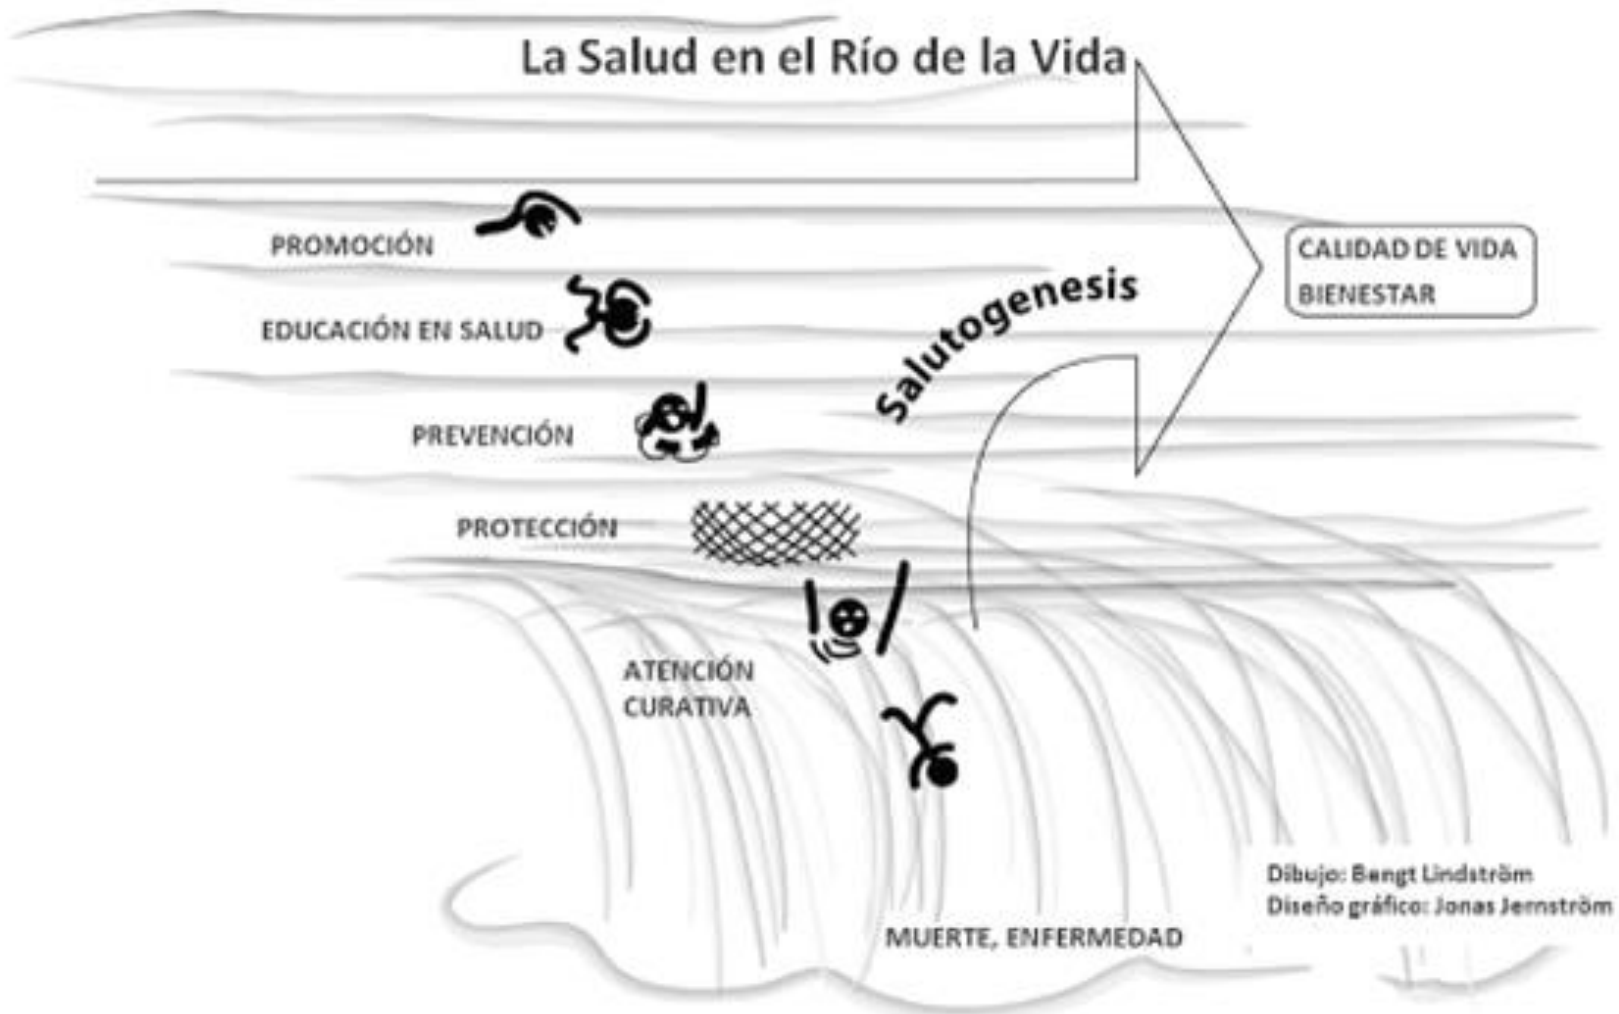 La Salud en el Río de la Vida
PROMOCIÓN
CALIDAD DE VIDA
BIENESTAR
Salutogenesis
EDUCACIÓN EN SALUD
PREVENCIÓN
PROTECCIÓN
ATENCIÓN
CURATIVA
Dibujo: Bengt Lindström
Diseño gráfico: Jonas Jernström
MUERTE, ENFERMEDAD